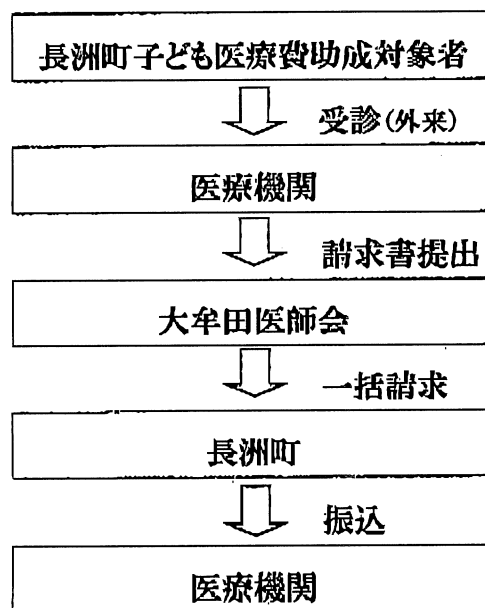 長洲町子ども医療費助成対象者
受診(外来)
医療機関
請求書提出
大牟田医師会
一括請求
長洲町
振込
医療機関